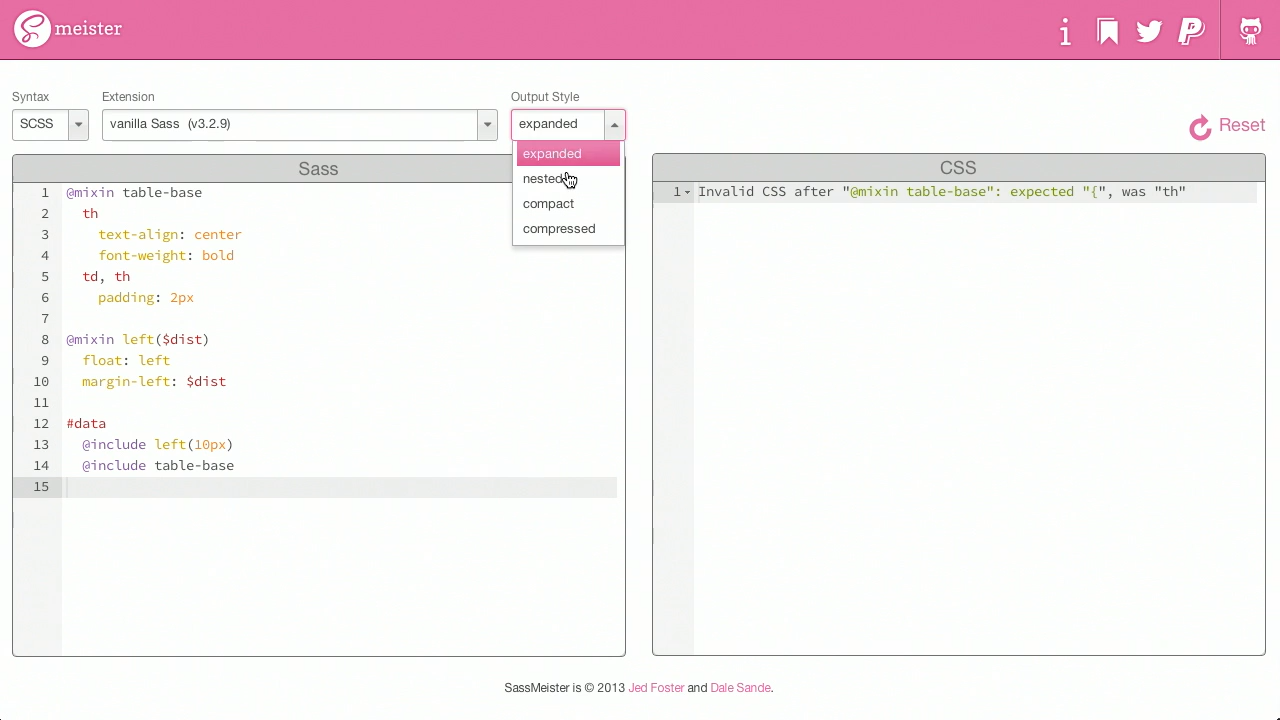 meister
Syntax
Extension
Output Style
SCSS
vanilla Sass (v3.2.9)
expanded
Reset
expanded
nested
compact
compressed
Sass
1 @mixin table-base
2 th
3 text-align: center
4 font-weight: bold
5 td, th
6 padding: 2px
7
8 @mixin left($dist)
9 float: left
10 margin-left: $dist
11
12 #data
13 @include left(10px)
14 @include table-base
15
CSS
1 Invalid CSS after "@mixin table-base": expected "{", was "th"
SassMeister is © 2013 Jed Foster and Dale Sande.